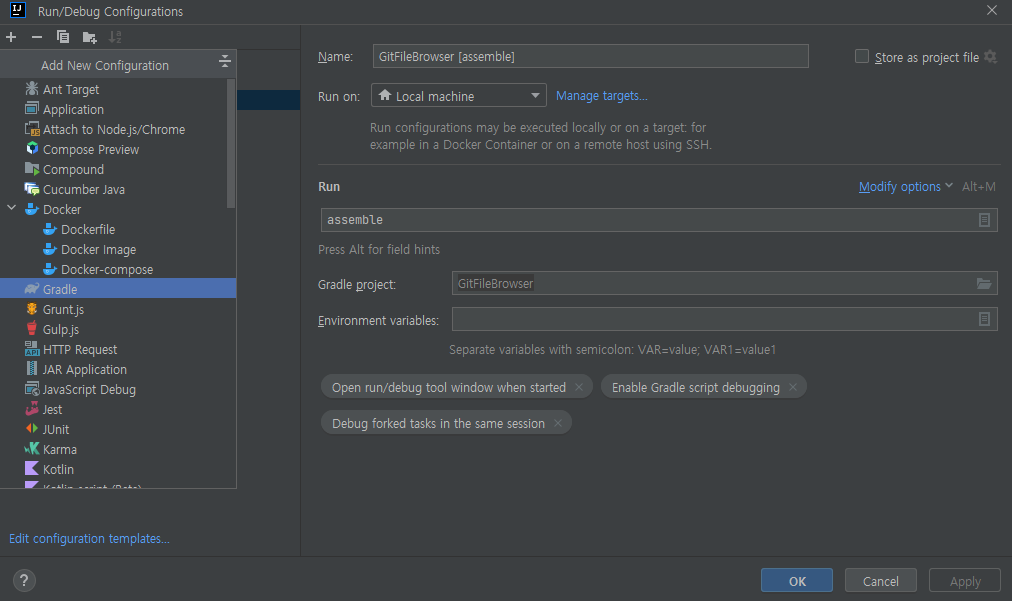 Run/Debug Configurations
Add New Configuration
Ant Target
Application
Attach to Node.js/Chrome
Compose Preview
Compound
Cucumber Java
Docker
Dockerfile
Docker Image
Docker-compose
Gradle
Grunt.js
Gulp.js
HTTP Request
JAR Application
JavaScript Debug
Jest
JUnit
Karma
Kotlin
Kotlin script (Beta)
Edit configuration templates...
Name: GitFileBrowser [assemble] Store as project file
Run on: Local machine Manage targets...
Run configurations may be executed locally or on a target: for
example in a Docker Container or on a remote host using SSH.
Run Modify options Alt+M
assemble
Press Alt for field hints
Gradle project: GitFileBrowser
Environment variables:
Separate variables with semicolon: VAR=value; VAR1=value1
Open run/debug tool window when started × Enable Gradle script debugging ×
Debug forked tasks in the same session ×
? OK Cancel Apply